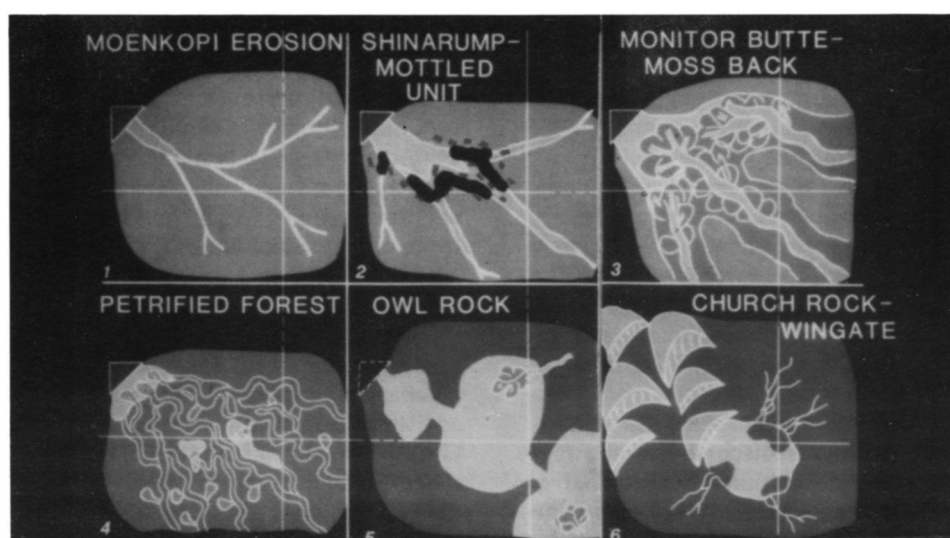 MOENKOPI EROSION
1
SHINARUMP-
MOTTLED
UNIT
2
MONITOR BUTTE-
MOSS BACK
3
PETRIFIED FOREST
4
OWL ROCK
5
CHURCH ROCK-
WINGATE
6